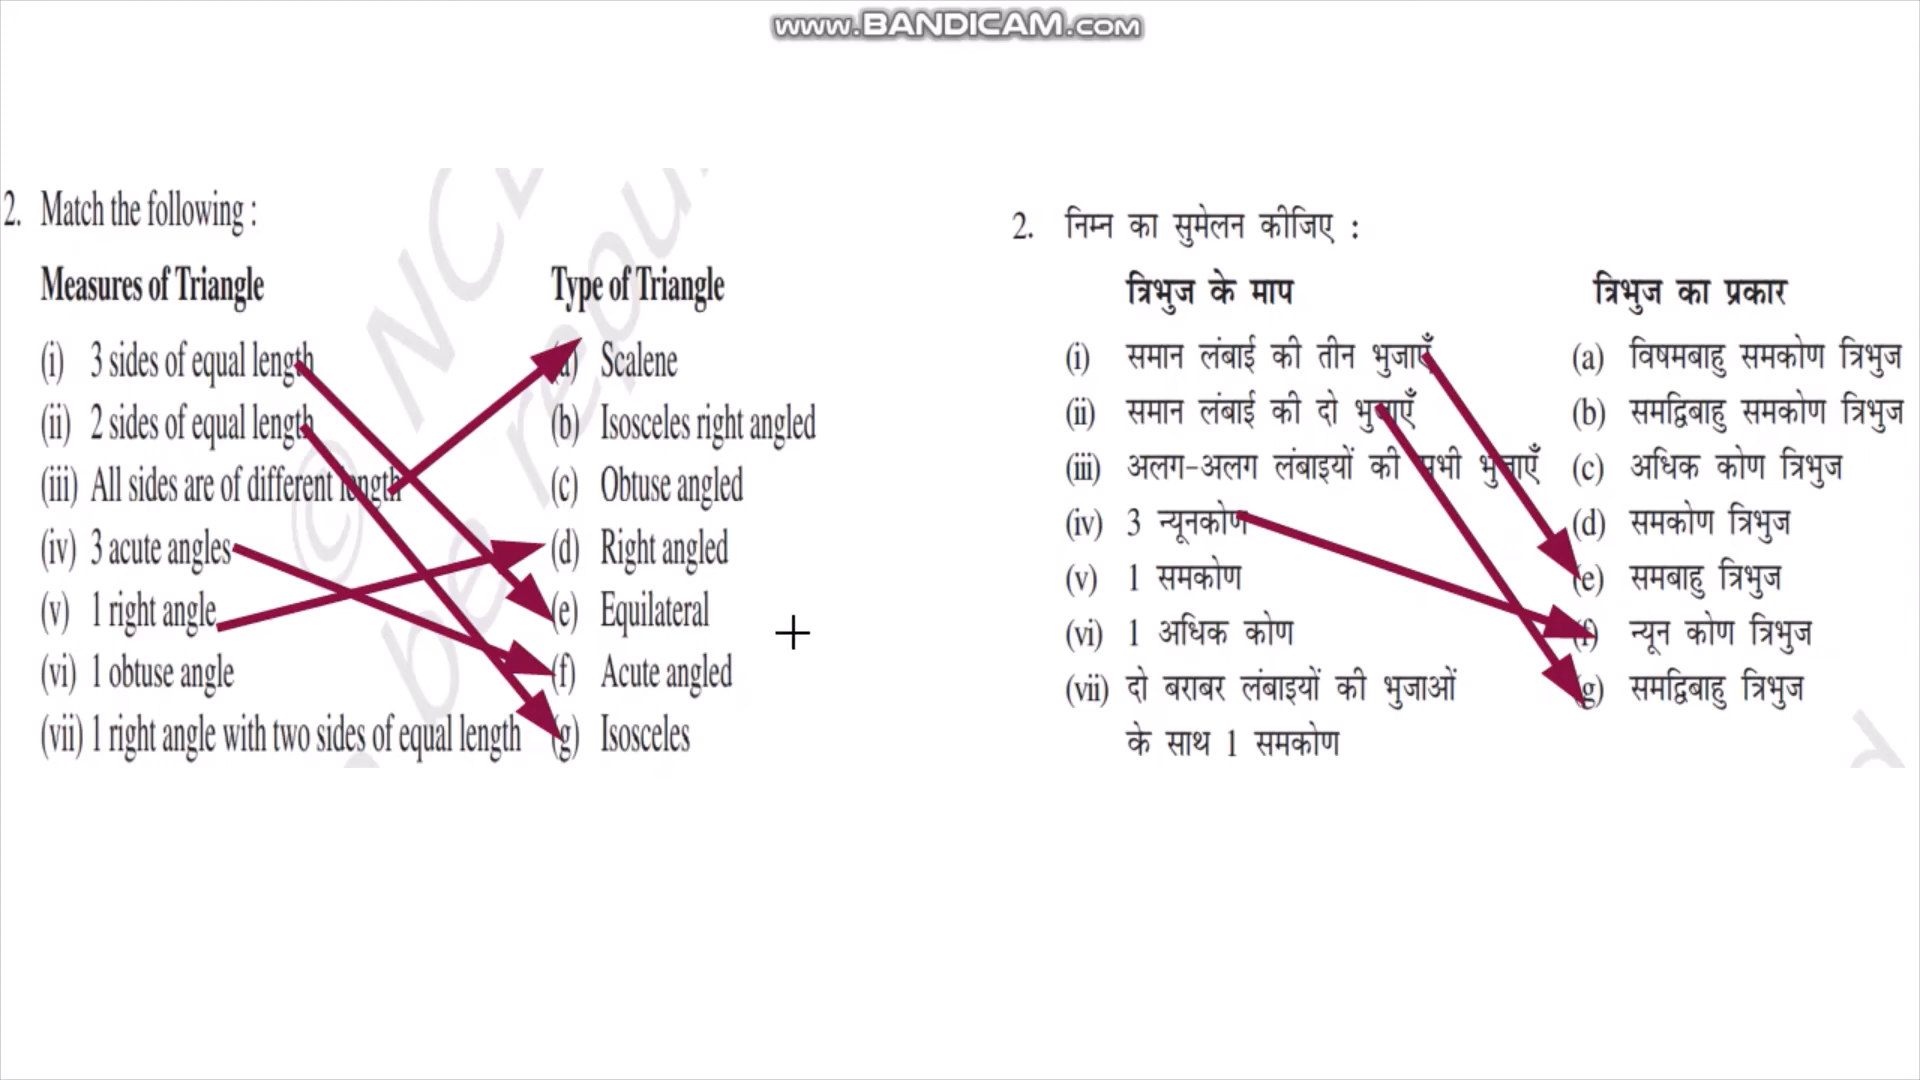 www.BANDICAM.com
2. Match the following :
Measures of Triangle Type of Triangle
(i) 3 sides of equal length (a) Scalene
(ii) 2 sides of equal length (b) Isosceles right angled
(iii) All sides are of different length (c) Obtuse angled
(iv) 3 acute angles (d) Right angled
(v) 1 right angle (e) Equilateral
(vi) 1 obtuse angle (f) Acute angled
(vii) 1 right angle with two sides of equal length (g) Isosceles
2. निम्न का सुमेलन कीजिए :
त्रिभुज के माप त्रिभुज का प्रकार
(i) समान लंबाई की तीन भुजाएँ (a) विषमबाहु समकोण त्रिभुज
(ii) समान लंबाई की दो भुजाएँ (b) समद्विबाहु समकोण त्रिभुज
(iii) अलग-अलग लंबाइयों की सभी भुजाएँ (c) अधिक कोण त्रिभुज
(iv) 3 न्यूनकोण (d) समकोण त्रिभुज
(v) 1 समकोण (e) समबाहु त्रिभुज
(vi) 1 अधिक कोण (f) न्यून कोण त्रिभुज
(vii) दो बराबर लंबाइयों की भुजाओं (g) समद्विबाहु त्रिभुज
के साथ 1 समकोण